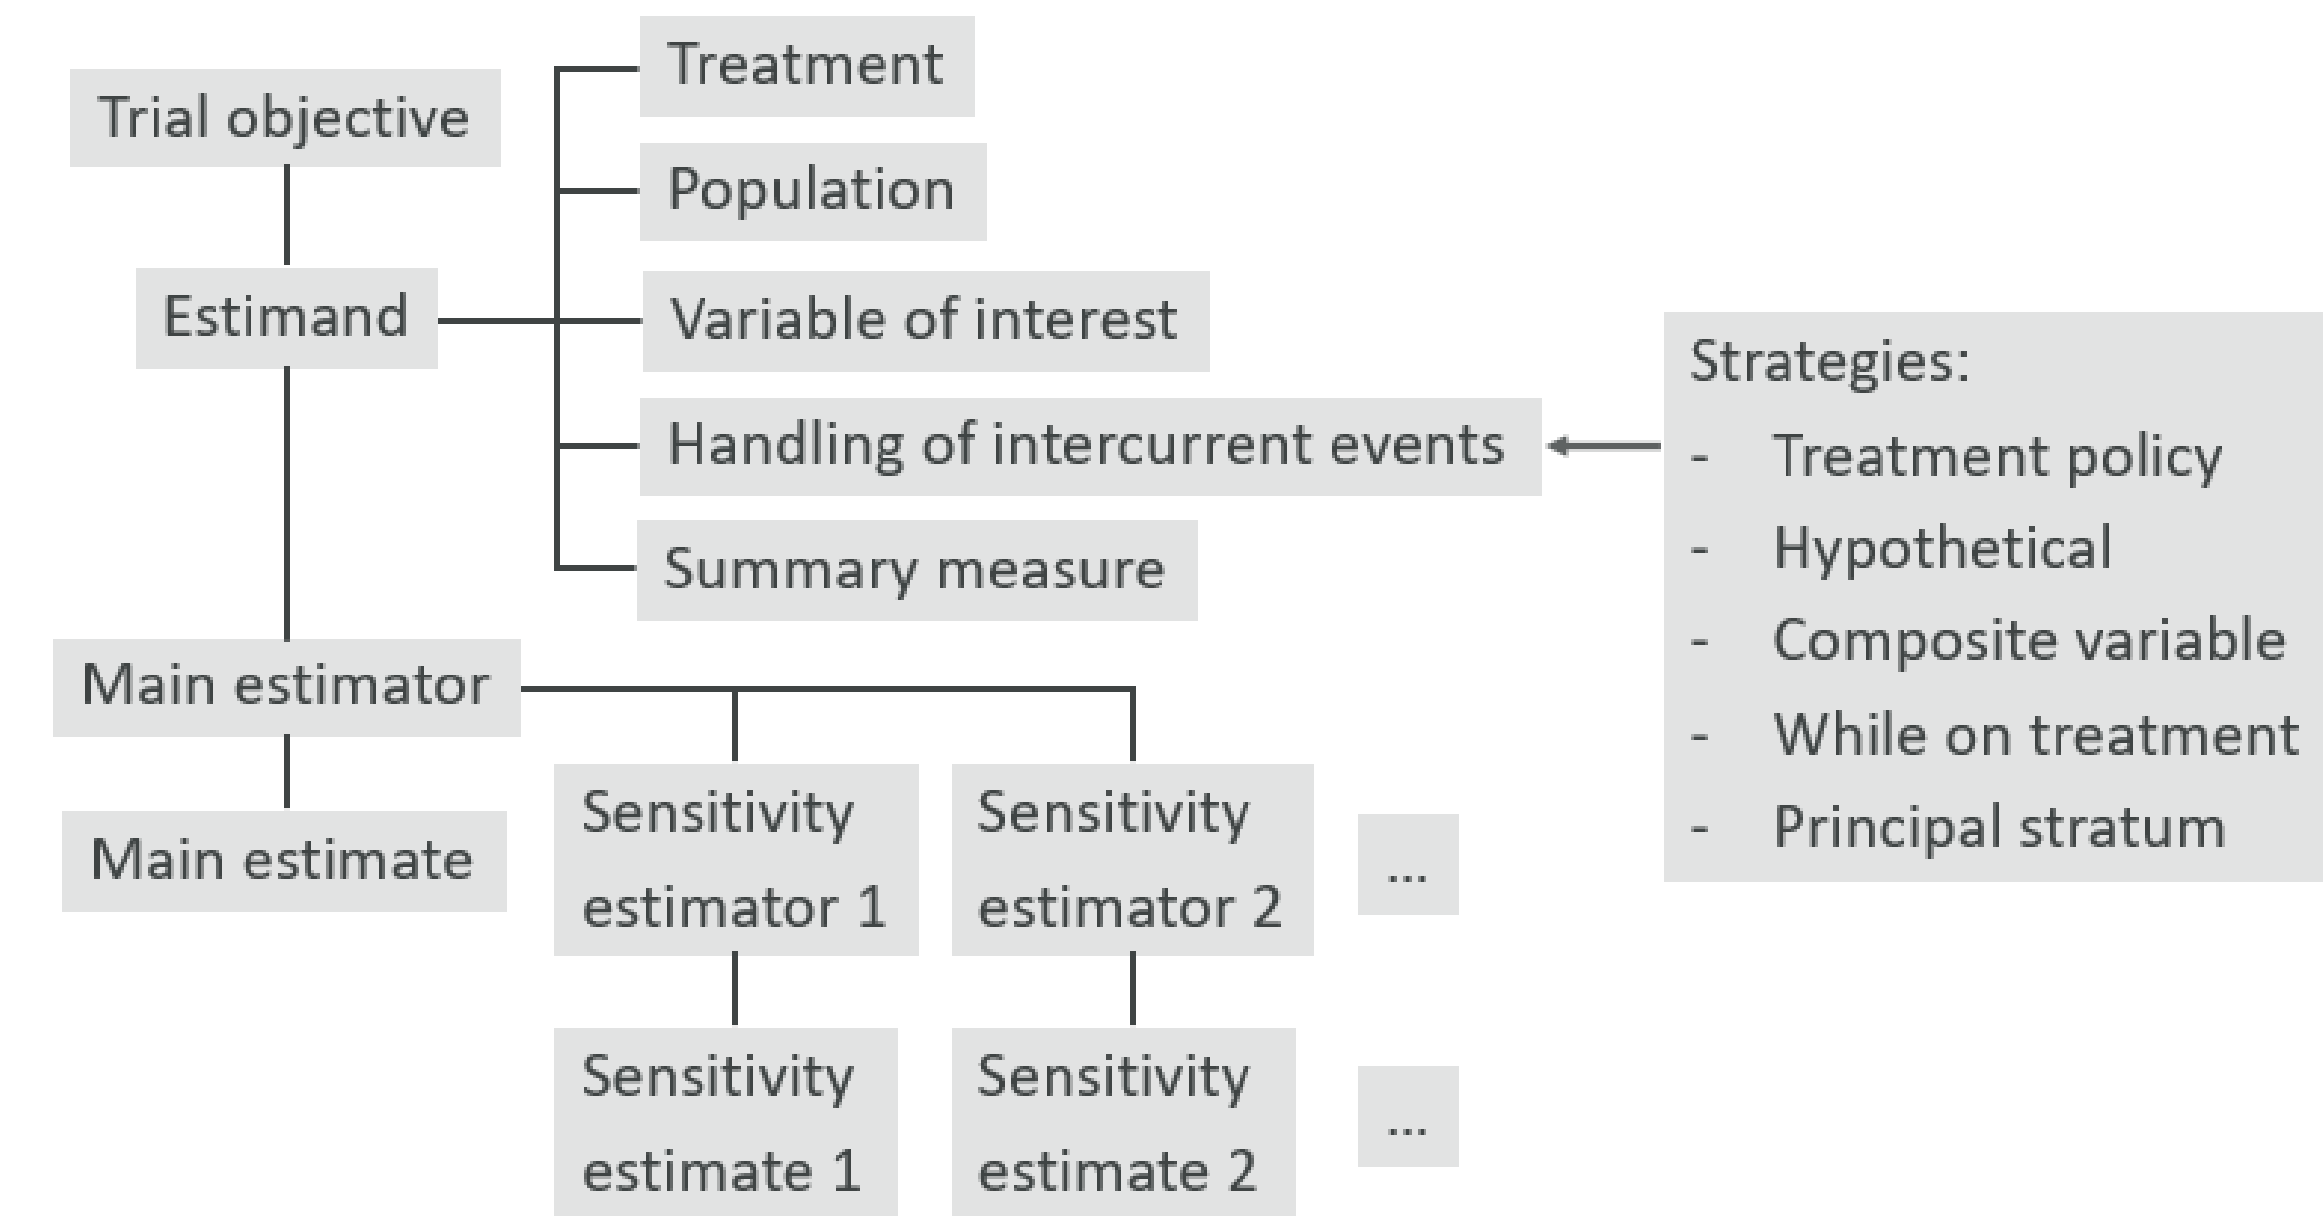 Trial objective
Estimand
Treatment
Population
Variable of interest
Handling of intercurrent events
Summary measure
Strategies:
- Treatment policy
- Hypothetical
- Composite variable
- While on treatment
- Principal stratum
Main estimator
Main estimate
Sensitivity
estimator 1
Sensitivity
estimator 2
...
Sensitivity
estimate 1
Sensitivity
estimate 2
...